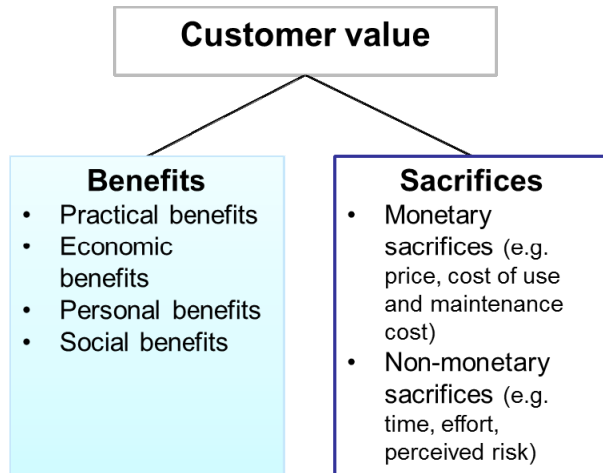 Customer value
Benefits
• Practical benefits
• Economic
benefits
• Personal benefits
• Social benefits
Sacrifices
• Monetary
sacrifices (e.g.
price, cost of use
and maintenance
cost)
• Non-monetary
sacrifices (e.g.
time, effort,
perceived risk)